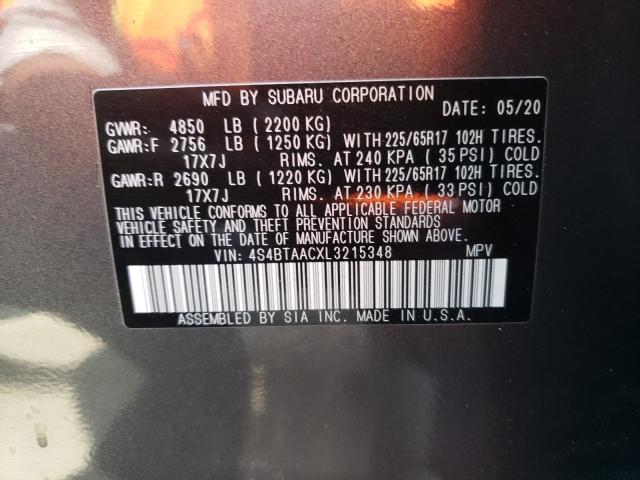 MFD BY SUBARU CORPORATION
DATE: 05/20
GVWR: 4850 LB (2200 KG)
GAWR:F 2756 LB (1250 KG) WITH 225/65R17 102H TIRES.
17X7J RIMS. AT 240 KPA (35 PSI) COLD
GAWR:R 2690 LB (1220 KG) WITH 225/65R17 102H TIRES.
17X7J RIMS. AT 230 KPA (33 PSI) COLD
THIS VEHICLE CONFORMS TO ALL APPLICABLE FEDERAL MOTOR
VEHICLE SAFETY AND THEFT PREVENTION STANDARDS
IN EFFECT ON THE DATE OF MANUFACTURE SHOWN ABOVE.
VIN: 4S4BTAACXL3215348 MPV
ASSEMBLED BY SIA INC. MADE IN U.S.A.